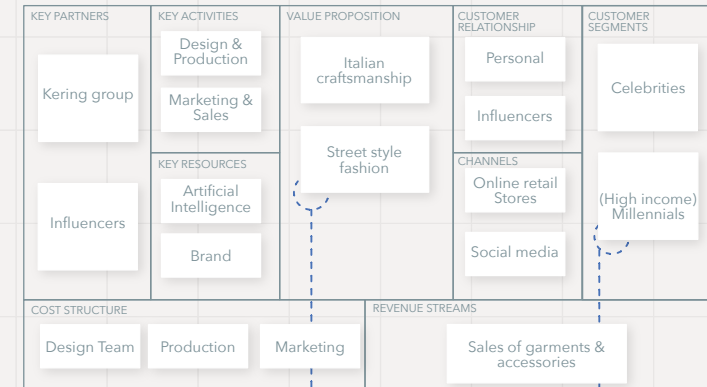 KEY PARTNERS
Kering group
Influencers
KEY ACTIVITIES
Design &
Production
Marketing &
Sales
KEY RESOURCES
Artificial
Intelligence
Brand
VALUE PROPOSITION
Italian
craftsmanship
Street style
fashion
CUSTOMER
RELATIONSHIP
Personal
Influencers
CHANNELS
Online retail
Stores
Social media
CUSTOMER
SEGMENTS
Celebrities
(High income)
Millennials
COST STRUCTURE
Design Team
Production
Marketing
REVENUE STREAMS
Sales of garments &
accessories